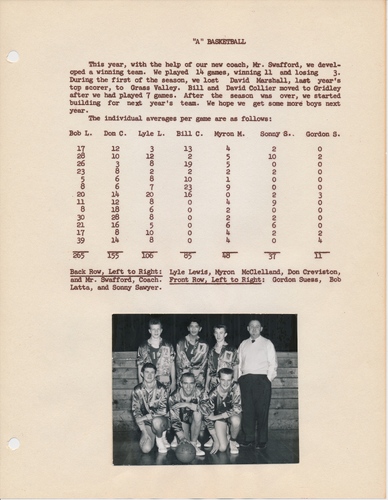 "A" BASKETBALL
This year, with the help of our new coach, Mr. Swafford, we devel-
oped a winning team. We played 14 games, winning 11 and losing 3.
During the first of the season, we lost David Marshall, last year's
top scorer, to Grass Valley. Bill and David Collier moved to Gridley
after we had played 7 games. After the season was over, we started
building for next year's team. We hope we get some more boys next
year.
The individual averages per game are as follows:
Bob L. Don C. Lyle L. Bill C. Myron M. Sonny S. Gordon S.
17 12 3 13 4 2 0
28 10 12 2 5 10 2
26 3 8 19 5 0 0
23 8 2 2 2 2 0
5 6 8 10 1 0 0
8 6 7 23 9 0 0
20 14 20 16 0 2 3
11 12 8 0 4 9 0
8 18 6 0 2 0 0
30 28 8 0 2 0 0
21 16 5 0 6 6 0
17 8 10 0 4 2 2
39 14 8 0 4 0 4
265 155 106 85 48 37 11
Back Row, Left to Right: Lyle Lewis, Myron McClelland, Don Creviston,
and Mr. Swafford, Coach. Front Row, Left to Right: Gordon Suess, Bob
Latta, and Sonny Sawyer.